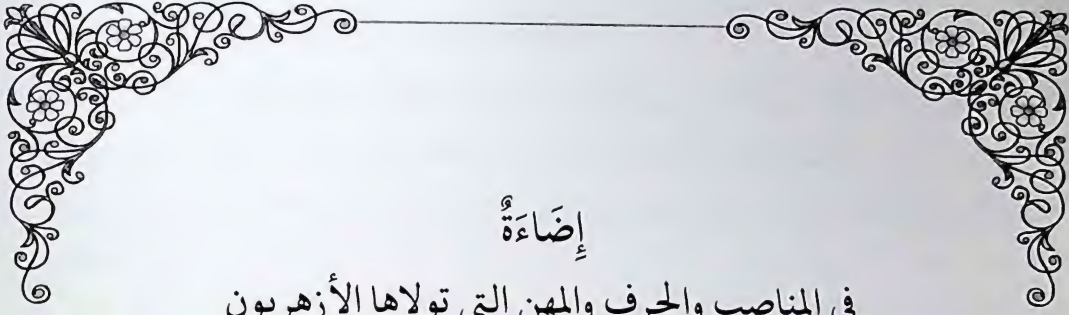 إِضَاءَةٌ
في المناصب والحرف والمهن التي تولاها الأزهريون